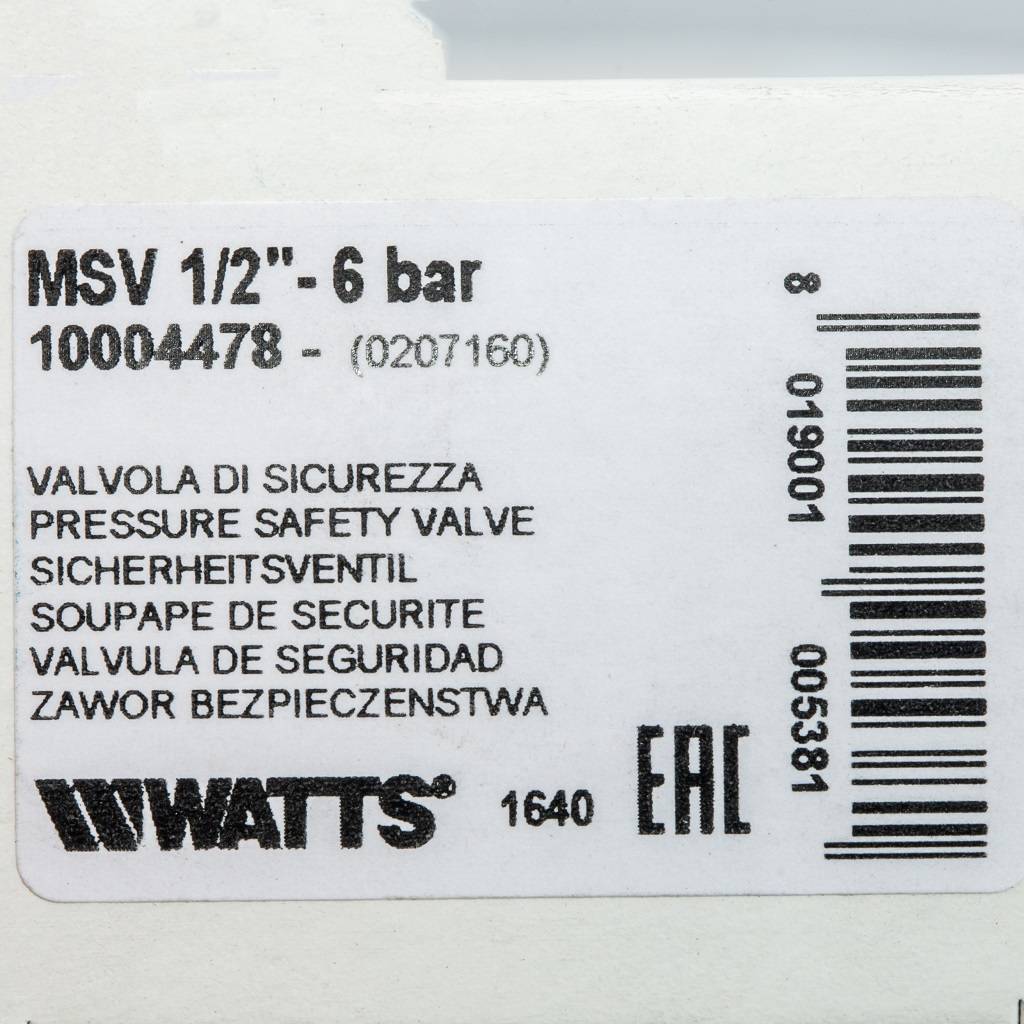 MSV 1/2"- 6 bar
10004478 - (0207160)
VALVOLA DI SICUREZZA
PRESSURE SAFETY VALVE
SICHERHEITSVENTIL
SOUPAPE DE SECURITE
VALVULA DE SEGURIDAD
ZAWOR BEZPIECZENSTWA
WATTS®
1640
EAC
8 019001 005381